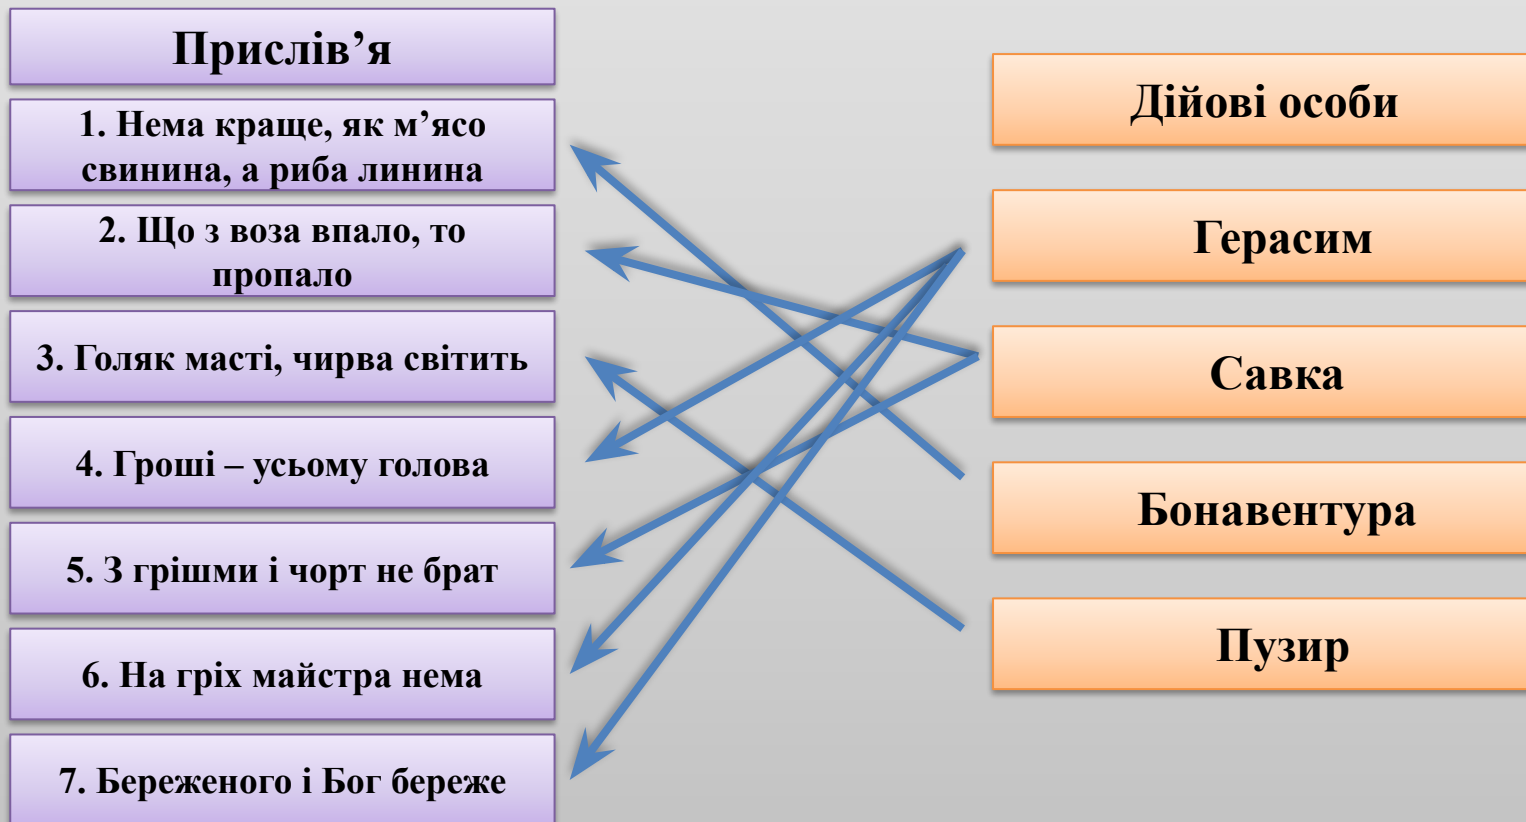 Прислів’я
1. Нема краще, як м’ясо
свинина, а риба линина
2. Що з воза впало, то
пропало
3. Голяк масті, чирва світить
4. Гроші – усьому голова
5. З грішми і чорт не брат
6. На гріх майстра нема
7. Береженого і Бог береже
Дійові особи
Герасим
Савка
Бонавентура
Пузир